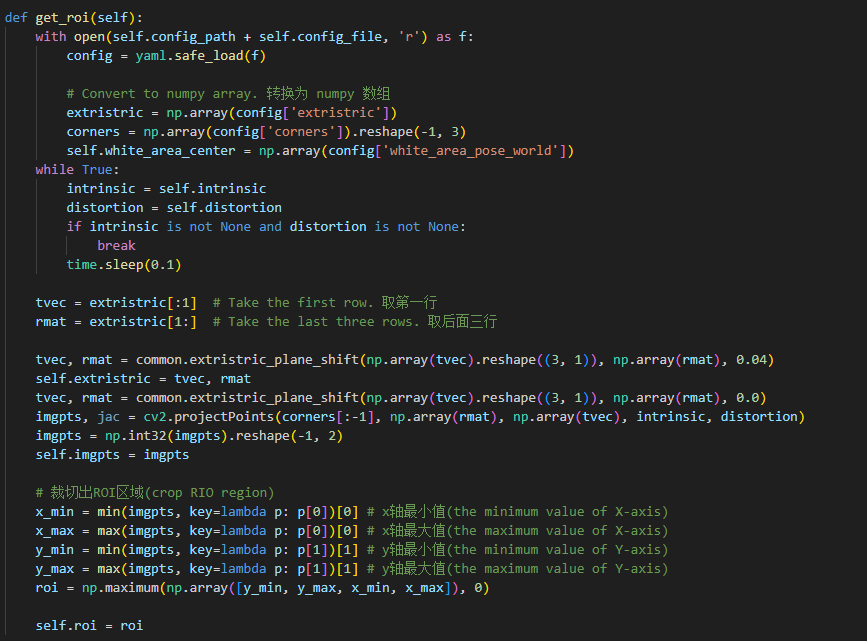 def get_roi(self):
    with open(self.config_path + self.config_file, 'r') as f:
        config = yaml.safe_load(f)

        # Convert to numpy array. 转换为 numpy 数组
        extristric = np.array(config['extristric'])
        corners = np.array(config['corners']).reshape(-1, 3)
        self.white_area_center = np.array(config['white_area_pose_world'])
    while True:
        intrinsic = self.intrinsic
        distortion = self.distortion
        if intrinsic is not None and distortion is not None:
            break
        time.sleep(0.1)

    tvec = extristric[:1]  # Take the first row. 取第一行
    rmat = extristric[1:]  # Take the last three rows. 取后面三行

    tvec, rmat = common.extristric_plane_shift(np.array(tvec).reshape((3, 1)), np.array(rmat), 0.04)
    self.extristric = tvec, rmat
    tvec, rmat = common.extristric_plane_shift(np.array(tvec).reshape((3, 1)), np.array(rmat), 0.0)
    imgpts, jac = cv2.projectPoints(corners[:-1], np.array(rmat), np.array(tvec), intrinsic, distortion)
    imgpts = np.int32(imgpts).reshape(-1, 2)
    self.imgpts = imgpts

    # 裁切出ROI区域(crop RIO region)
    x_min = min(imgpts, key=lambda p: p[0])[0] # x轴最小值(the minimum value of X-axis)
    x_max = max(imgpts, key=lambda p: p[0])[0] # x轴最大值(the maximum value of X-axis)
    y_min = min(imgpts, key=lambda p: p[1])[1] # y轴最小值(the minimum value of Y-axis)
    y_max = max(imgpts, key=lambda p: p[1])[1] # y轴最大值(the maximum value of Y-axis)
    roi = np.maximum(np.array([y_min, y_max, x_min, x_max]), 0)

    self.roi = roi